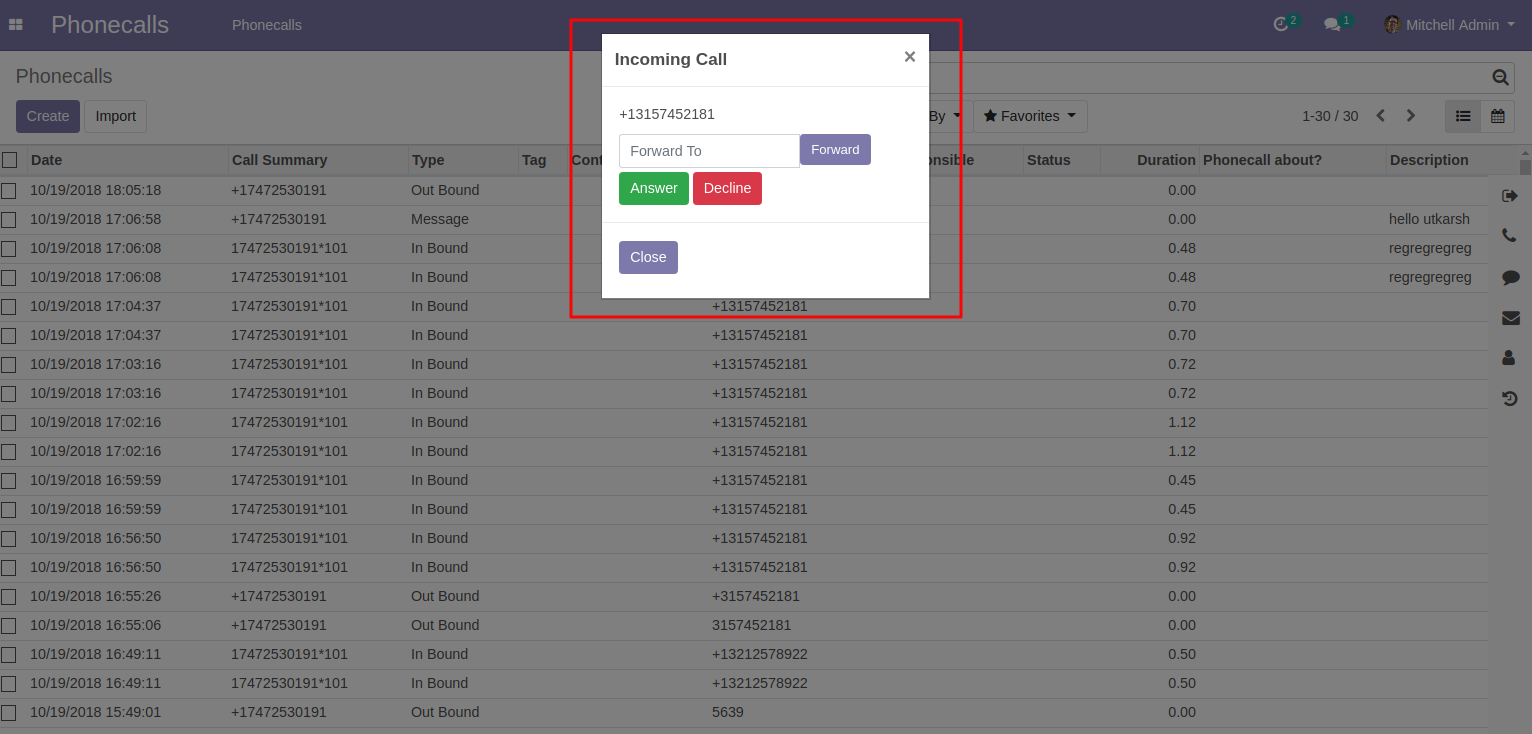 Phonecalls Phonecalls 2 1 Mitchell Admin
Incoming Call ×
Phonecalls
Create Import By Favorites 1-30 / 30
+13157452181
Forward To Forward
Answer Decline
Close
Date Call Summary Type Tag Cont onsible Status Duration Phonecall about? Description
10/19/2018 18:05:18 +17472530191 Out Bound 0.00
10/19/2018 17:06:58 +17472530191 Message 0.00 hello utkarsh
10/19/2018 17:06:08 17472530191*101 In Bound 0.48 regregregreg
10/19/2018 17:06:08 17472530191*101 In Bound 0.48 regregregreg
10/19/2018 17:04:37 17472530191*101 In Bound +13157452181 0.70
10/19/2018 17:04:37 17472530191*101 In Bound +13157452181 0.70
10/19/2018 17:03:16 17472530191*101 In Bound +13157452181 0.72
10/19/2018 17:03:16 17472530191*101 In Bound +13157452181 0.72
10/19/2018 17:02:16 17472530191*101 In Bound +13157452181 1.12
10/19/2018 17:02:16 17472530191*101 In Bound +13157452181 1.12
10/19/2018 16:59:59 17472530191*101 In Bound +13157452181 0.45
10/19/2018 16:59:59 17472530191*101 In Bound +13157452181 0.45
10/19/2018 16:56:50 17472530191*101 In Bound +13157452181 0.92
10/19/2018 16:56:50 17472530191*101 In Bound +13157452181 0.92
10/19/2018 16:55:26 +17472530191 Out Bound +3157452181 0.00
10/19/2018 16:55:06 +17472530191 Out Bound 3157452181 0.00
10/19/2018 16:49:11 17472530191*101 In Bound +13212578922 0.50
10/19/2018 16:49:11 17472530191*101 In Bound +13212578922 0.50
10/19/2018 15:49:01 +17472530191 Out Bound 5639 0.00